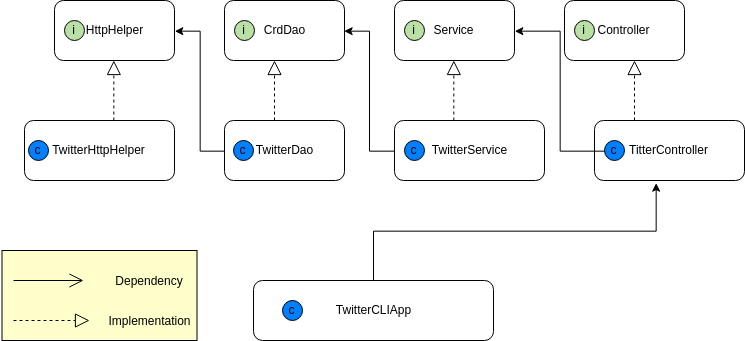 i HttpHelper
i CrdDao
i Service
i Controller
c TwitterHttpHelper
c TwitterDao
c TwitterService
c TitterController
Dependency
Implementation
c TwitterCLIApp